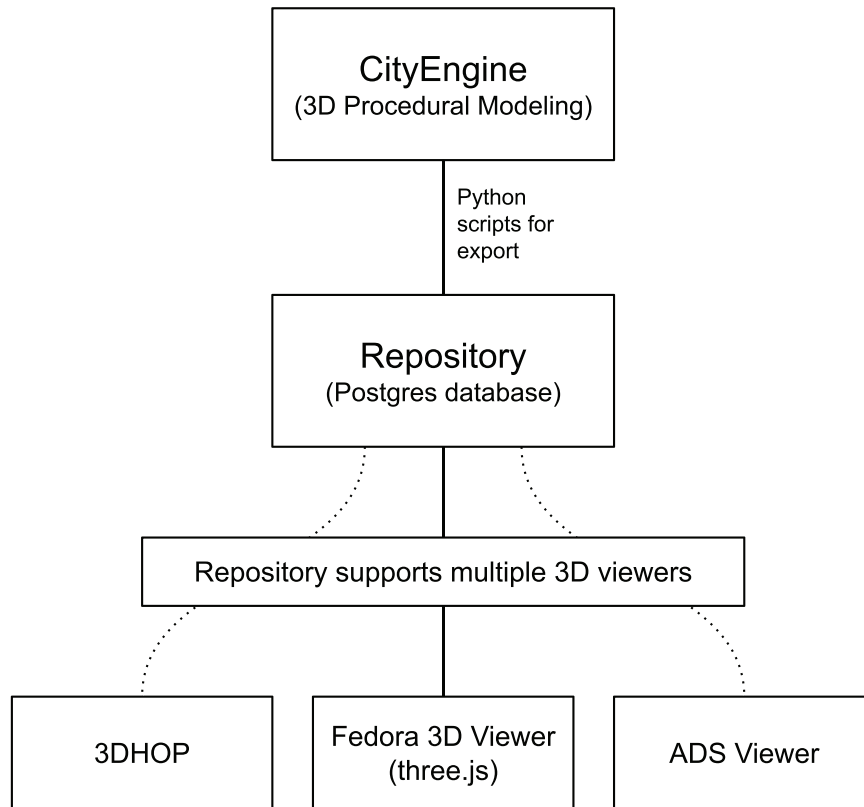 CityEngine
(3D Procedural Modeling)
Python
scripts for
export
Repository
(Postgres database)
Repository supports multiple 3D viewers
3DHOP
Fedora 3D Viewer
(three.js)
ADS Viewer